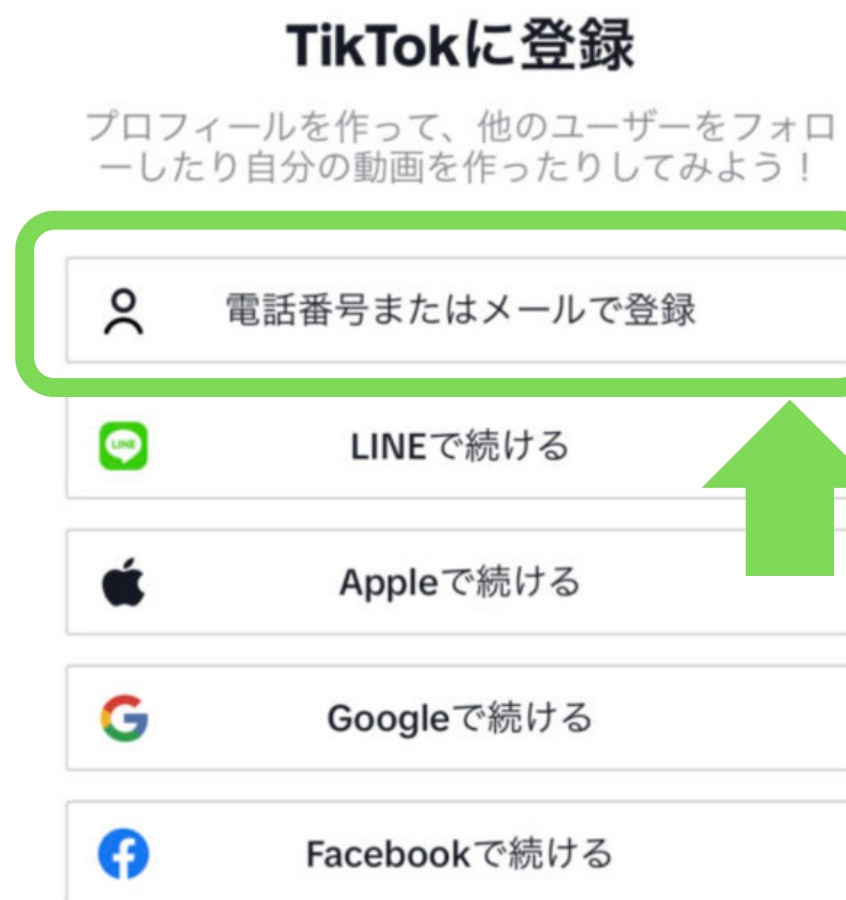 TikTokに登録
プロフィールを作って、他のユーザーをフォロ
ーしたり自分の動画を作ったりしてみよう！
電話番号またはメールで登録
LINE
LINEで続ける
Appleで続ける
Googleで続ける
Facebookで続ける